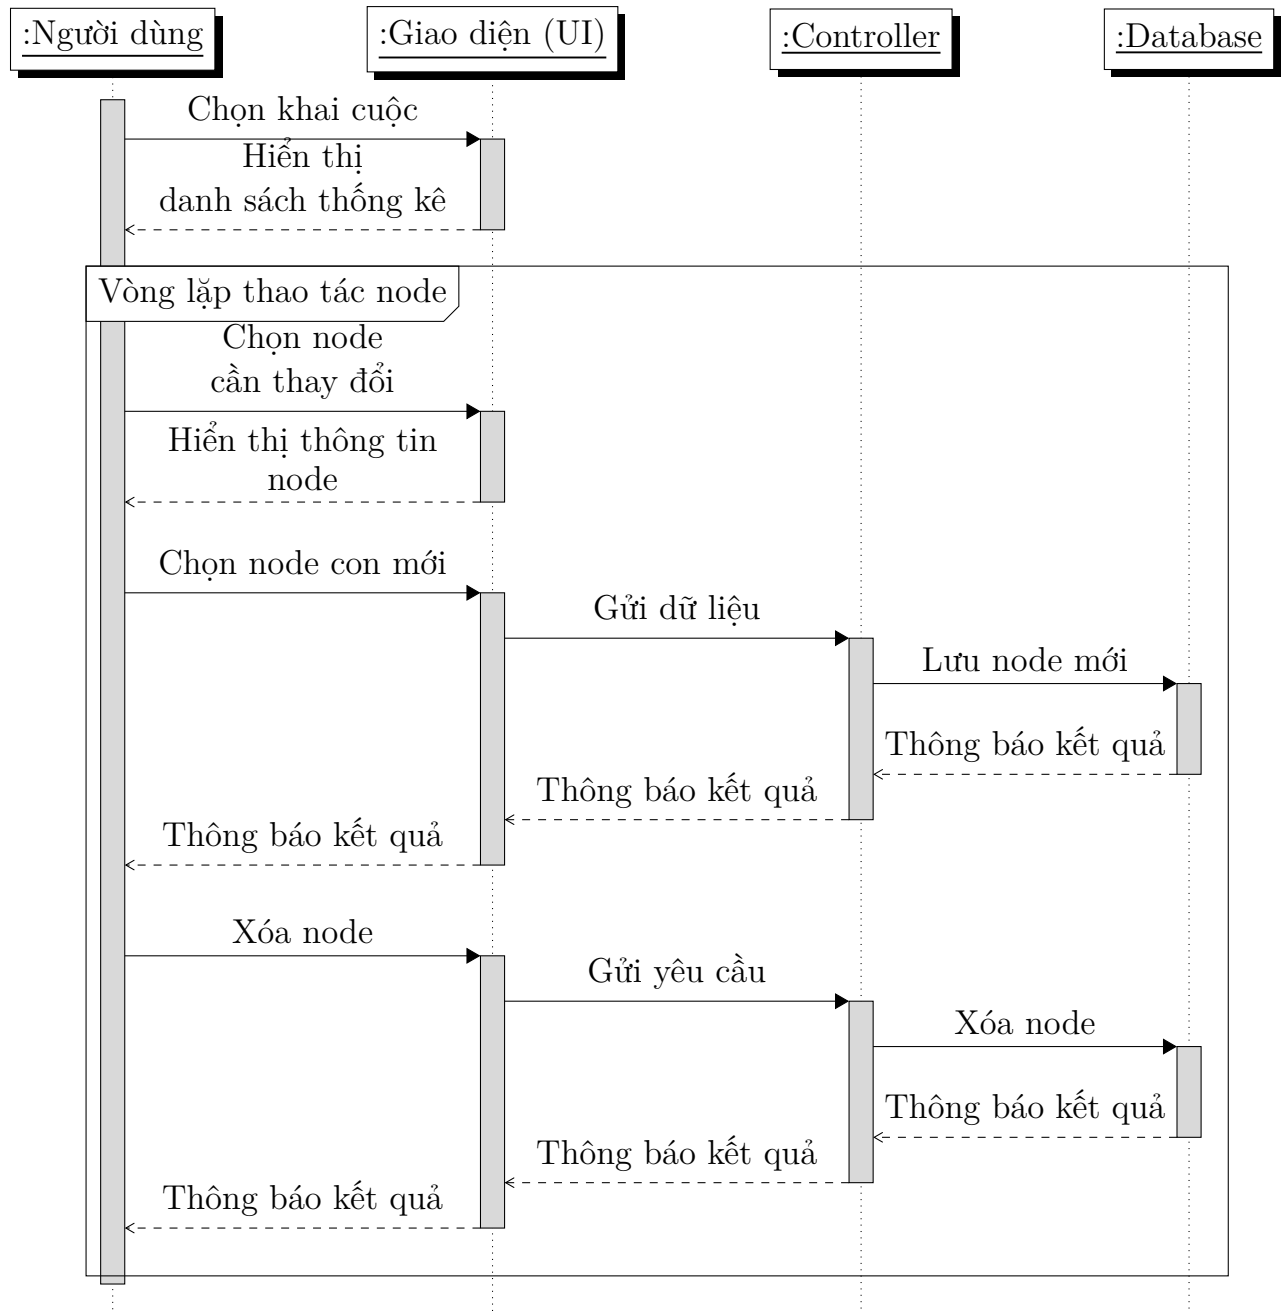 :Người dùng
:Giao diện (UI)
:Controller
:Database
Chọn khai cuộc
Hiển thị
danh sách thống kê
Vòng lặp thao tác node
Chọn node
cần thay đổi
Hiển thị thông tin
node
Chọn node con mới
Gửi dữ liệu
Lưu node mới
Thông báo kết quả
Thông báo kết quả
Thông báo kết quả
Xóa node
Gửi yêu cầu
Xóa node
Thông báo kết quả
Thông báo kết quả
Thông báo kết quả